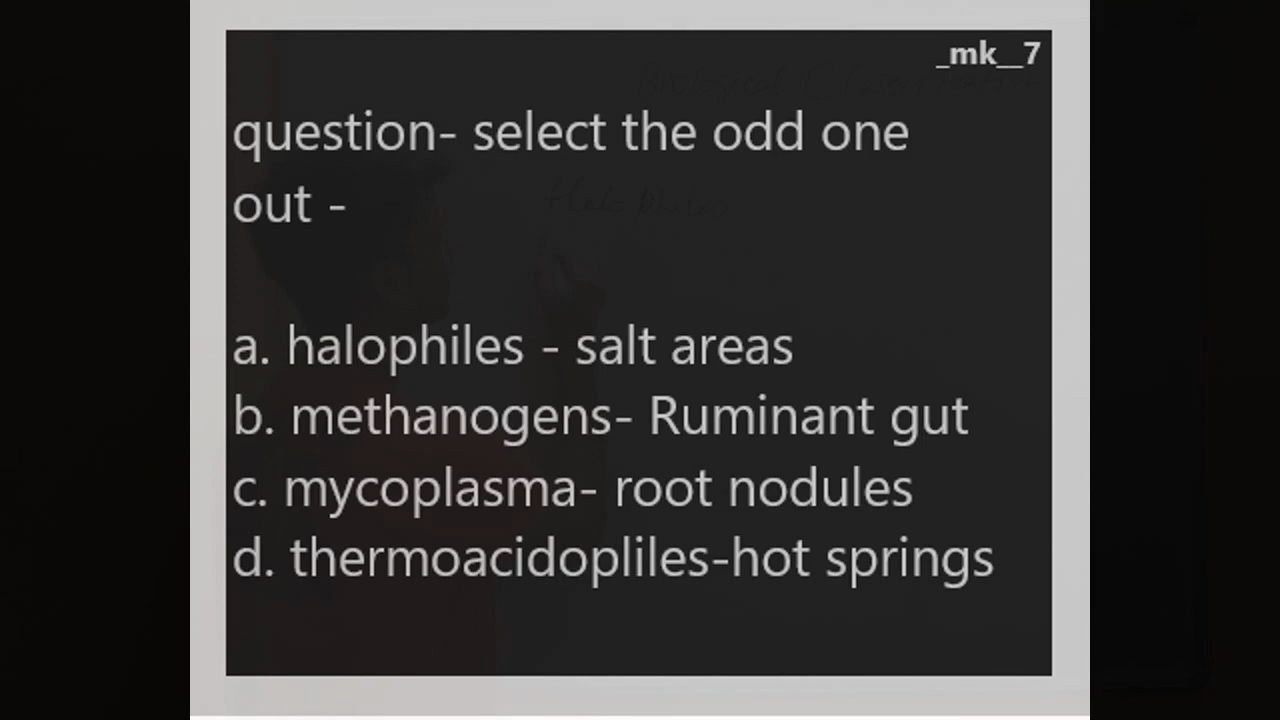 _mk__7
question- select the odd one
out -
a. halophiles - salt areas
b. methanogens- Ruminant gut
c. mycoplasma- root nodules
d. thermoacidopliles-hot springs